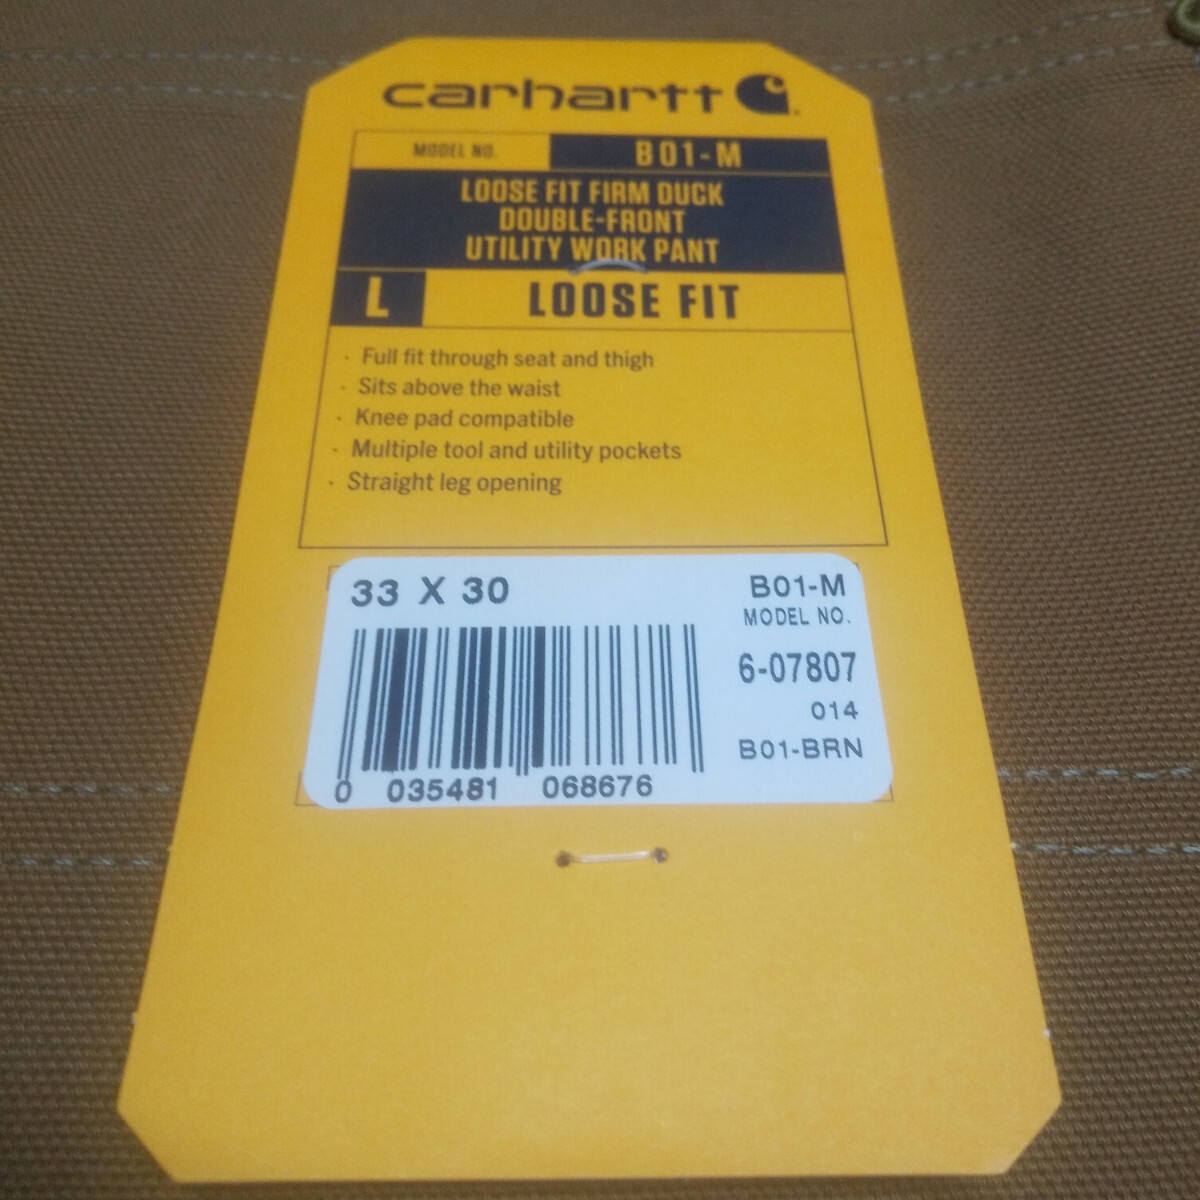 carhartt
MODEL NO. B01-M
LOOSE FIT FIRM DUCK
DOUBLE-FRONT
UTILITY WORK PANT
L LOOSE FIT
· Full fit through seat and thigh
· Sits above the waist
· Knee pad compatible
· Multiple tool and utility pockets
· Straight leg opening
33 X 30
B01-M
MODEL NO.
6-07807
014
B01-BRN
0 035481 068676